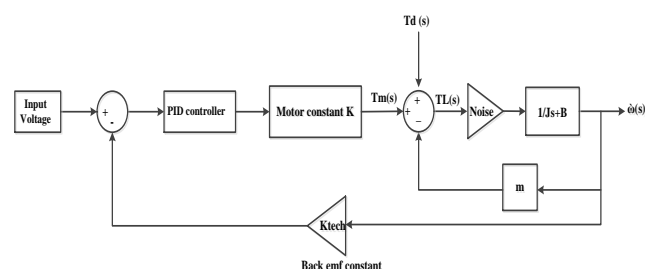 Td (s)
Input
Voltage
+
-
PID controller
Motor constant K
Tm(s)
+
+
−
TL(s)
Noise
1/Js+B
ώ(s)
m
Ktech
Back emf constant